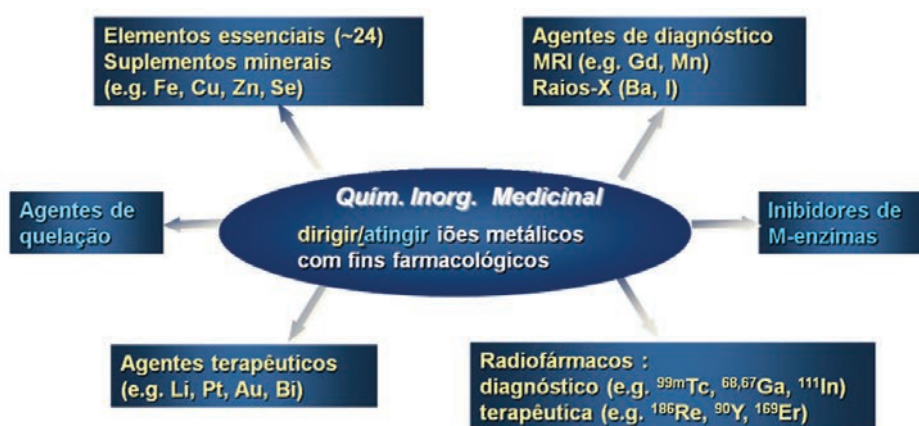 Elementos essenciais (~24)
Suplementos minerais
(e.g. Fe, Cu, Zn, Se)
Agentes de diagnóstico
MRI (e.g. Gd, Mn)
Raios-X (Ba, I)
Quím. Inorg. Medicinal
dirigir/atingir iões metálicos
com fins farmacológicos
Agentes de
quelação
Inibidores de
M-enzimas
Agentes terapêuticos
(e.g. Li, Pt, Au, Bi)
Radiofármacos :
diagnóstico (e.g. ⁹⁹ᵐTc, ⁶⁸,⁶⁷Ga, ¹¹¹In)
terapêutica (e.g. ¹⁸⁶Re, ⁹⁰Y, ¹⁶⁹Er)